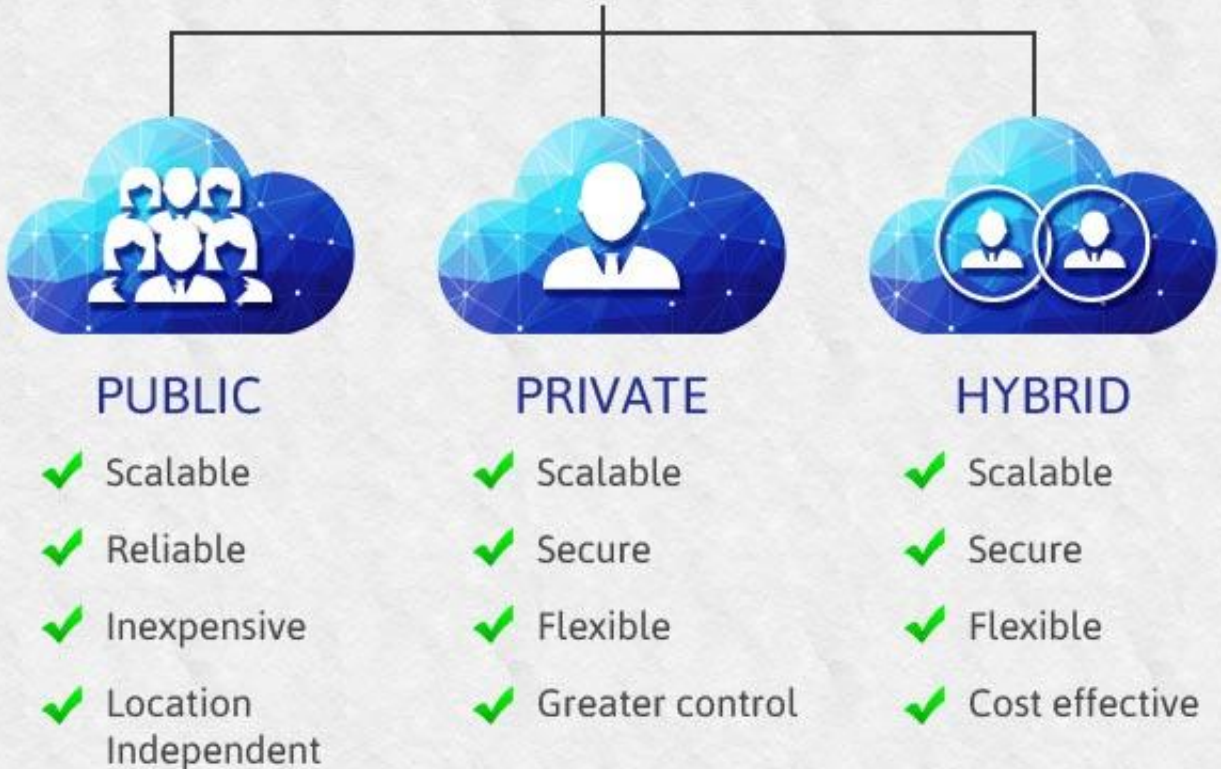 PUBLIC
Scalable
Reliable
Inexpensive
Location
Independent
PRIVATE
Scalable
Secure
Flexible
Greater control
HYBRID
Scalable
Secure
Flexible
Cost effective